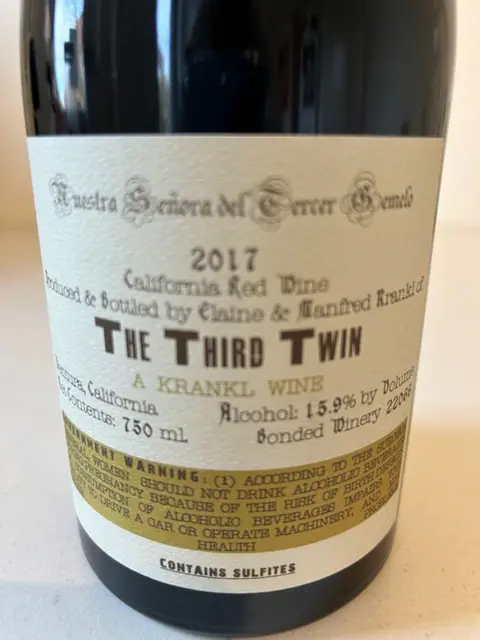 Nuestra Señora del Tercer Gemelo
2017
California Red Wine
Produced & Bottled by Elaine & Manfred Krankl of
THE THIRD TWIN
A KRANKL WINE
Ventura, California Alcohol: 15.9% by Volume
Contents: 750 mL Bonded Winery
GOVERNMENT WARNING: (1) ACCORDING TO THE
WOMEN SHOULD NOT DRINK ALCOHOLIC BEVERAGES
PREGNANCY BECAUSE OF THE RISK OF BIRTH
CONSUMPTION OF ALCOHOLIC BEVERAGES IMPAIRS
TO DRIVE A CAR OR OPERATE MACHINERY, AND
HEALTH
CONTAINS SULFITES